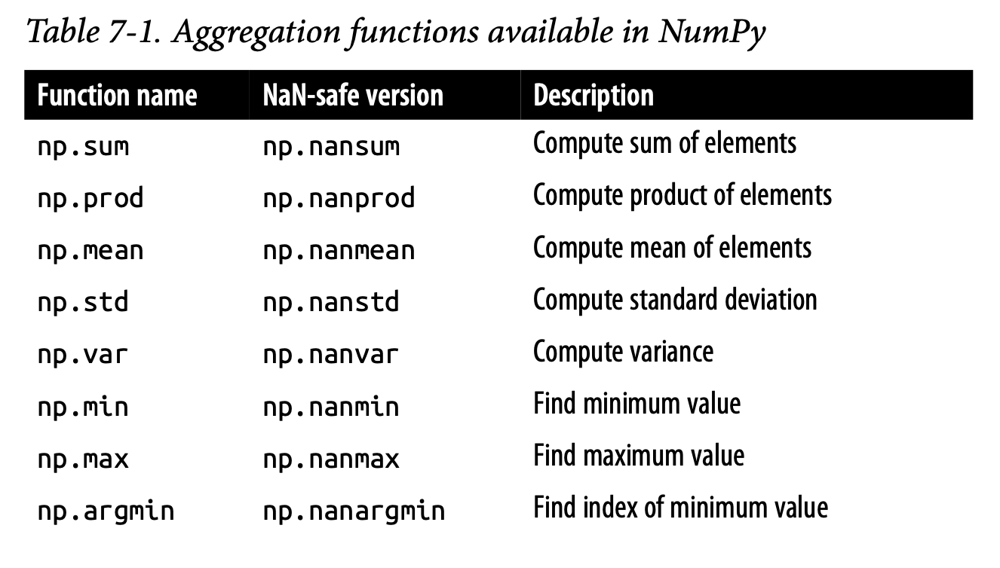 Table 7-1. Aggregation functions available in NumPy
Function name NaN-safe version Description
np.sum np.nansum Compute sum of elements
np.prod np.nanprod Compute product of elements
np.mean np.nanmean Compute mean of elements
np.std np.nanstd Compute standard deviation
np.var np.nanvar Compute variance
np.min np.nanmin Find minimum value
np.max np.nanmax Find maximum value
np.argmin np.nanargmin Find index of minimum value